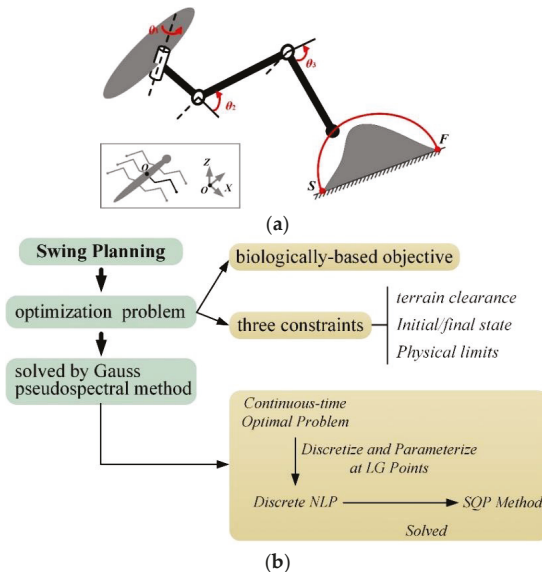 θ₁
θ₂
θ₃
F
S
Z
O
O
X
(a)
Swing Planning
optimization problem
solved by Gauss
pseudospectral method
biologically-based objective
three constraints
terrain clearance
Initial/final state
Physical limits
Continuous-time
Optimal Problem
Discretize and Parameterize
at LG Points
Discrete NLP
SQP Method
Solved
(b)